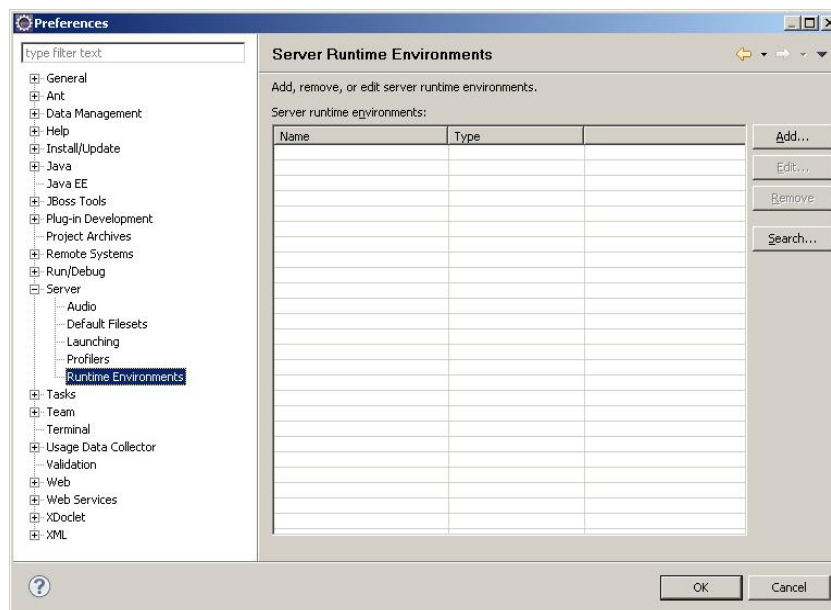 Preferences
type filter text
General
Ant
Data Management
Help
Install/Update
Java
Java EE
JBoss Tools
Plug-in Development
Project Archives
Remote Systems
Run/Debug
Server
Audio
Default Filesets
Launching
Profilers
Runtime Environments
Tasks
Team
Terminal
Usage Data Collector
Validation
Web
Web Services
XDoclet
XML
Server Runtime Environments
Add, remove, or edit server runtime environments.
Server runtime environments:
Name Type
Add...
Edit...
Remove
Search...
?
OK Cancel